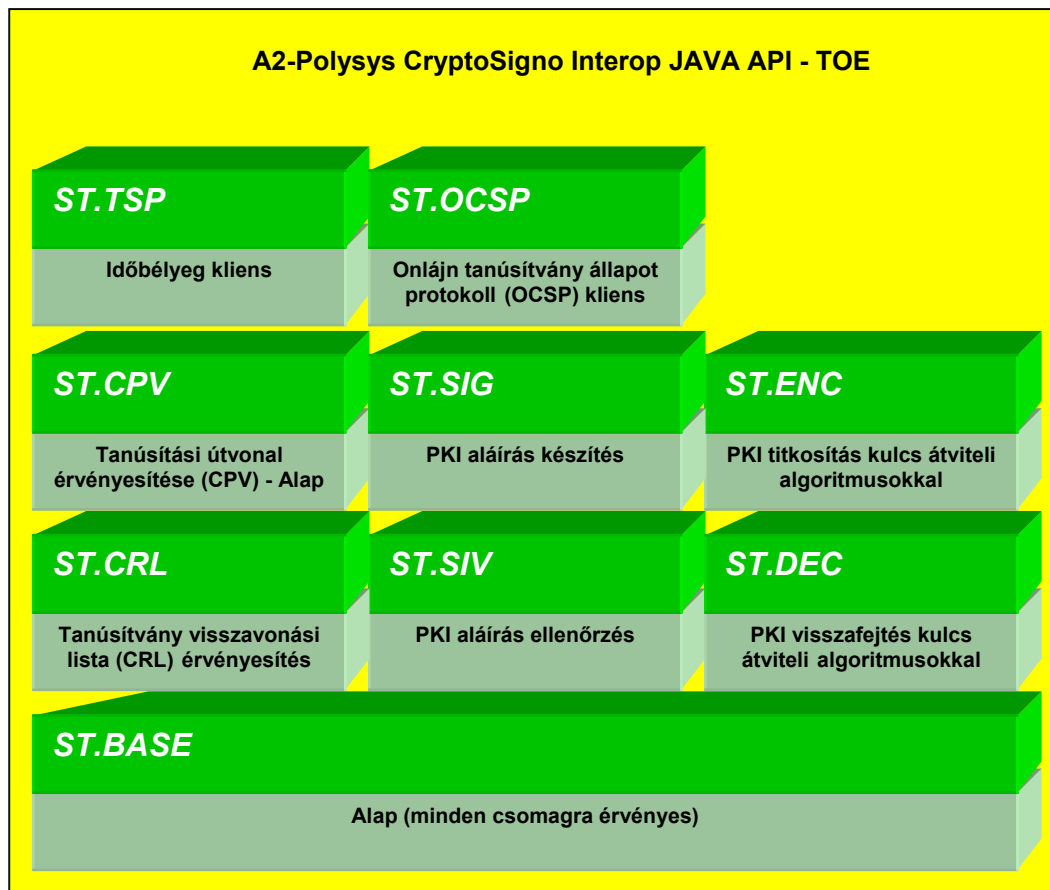 A2-Polysys CryptoSigno Interop JAVA API - TOE
ST.TSP
Időbélyeg kliens
ST.OCSP
Onlájn tanúsítvány állapot
protokoll (OCSP) kliens
ST.CPV
Tanúsítási útvonal
érvényesítése (CPV) - Alap
ST.SIG
PKI aláírás készítés
ST.ENC
PKI titkosítás kulcs átviteli
algoritmusokkal
ST.CRL
Tanúsítvány visszavonási
lista (CRL) érvényesítés
ST.SIV
PKI aláírás ellenőrzés
ST.DEC
PKI visszafejtés kulcs
átviteli algoritmusokkal
ST.BASE
Alap (minden csomagra érvényes)